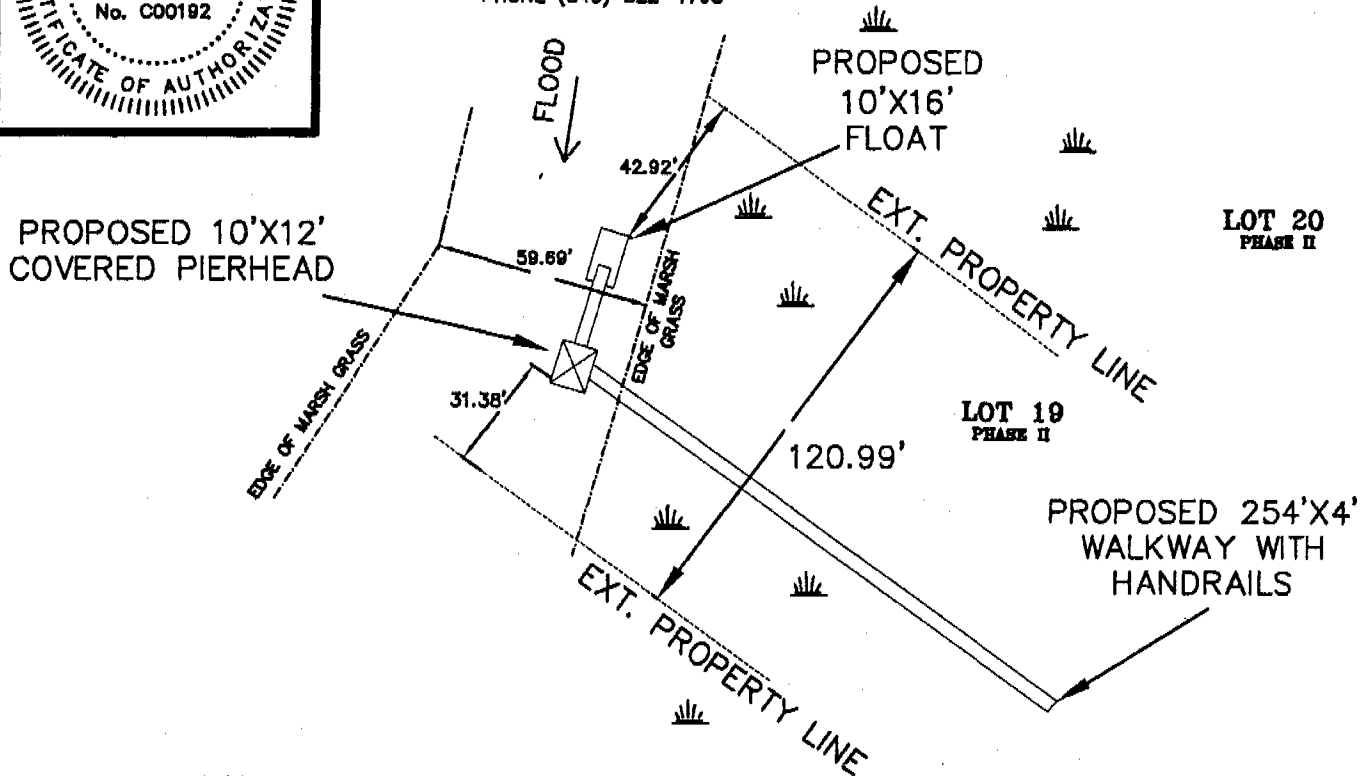 No. C00192
TIFICATE OF AUTHORIZA
FLOOD
PROPOSED
10'X16'
FLOAT
42.92'
EXT. PROPERTY LINE
LOT 20
PHASE II
PROPOSED 10'X12'
COVERED PIERHEAD
59.69'
EDGE OF MARSH
GRASS
EDGE OF MARSH GRASS
31.38'
LOT 19
PHASE II
120.99'
PROPOSED 254'X4'
WALKWAY WITH
HANDRAILS
EXT. PROPERTY LINE